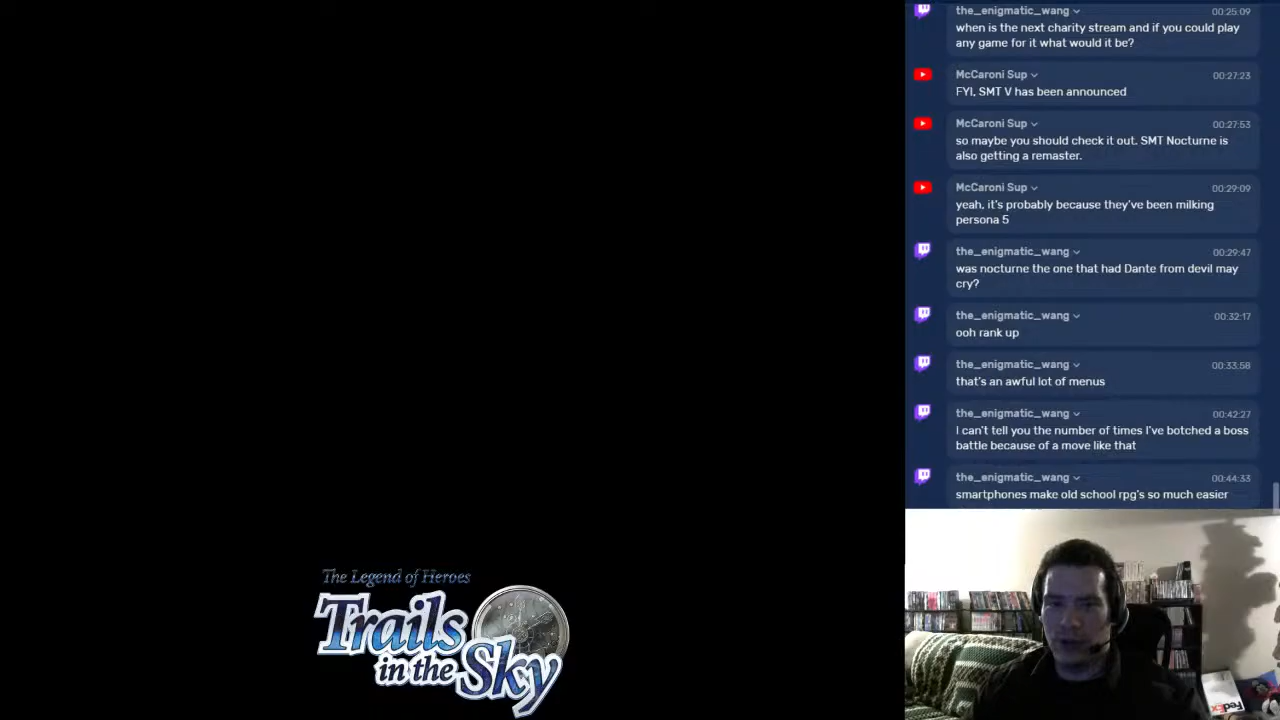 the_enigmatic_wang
00:25:09
when is the next charity stream and if you could play
any game for it what would it be?
McCaroni Sup
00:27:23
FYI, SMT V has been announced
McCaroni Sup
00:27:53
so maybe you should check it out. SMT Nocturne is
also getting a remaster.
McCaroni Sup
00:29:09
yeah, it's probably because they've been milking
persona 5
the_enigmatic_wang
00:29:47
was nocturne the one that had Dante from devil may
cry?
the_enigmatic_wang
00:32:17
ooh rank up
the_enigmatic_wang
00:33:58
that's an awful lot of menus
the_enigmatic_wang
00:42:27
I can't tell you the number of times I've botched a boss
battle because of a move like that
the_enigmatic_wang
00:44:33
smartphones make old school rpg's so much easier
The Legend of Heroes
Trails
in the Sky
FedEx